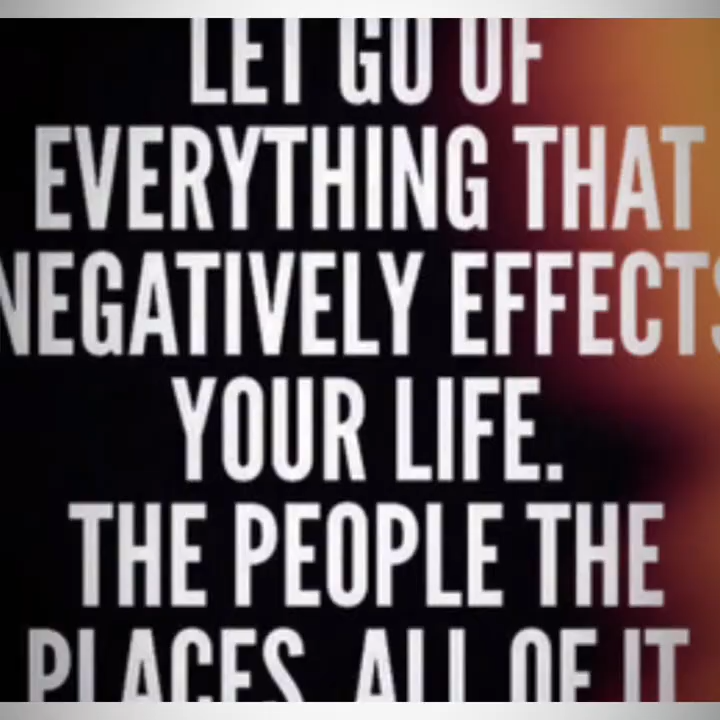 LET GO OF
EVERYTHING THAT
NEGATIVELY EFFECTS
YOUR LIFE.
THE PEOPLE THE
PLACES, ALL OF IT